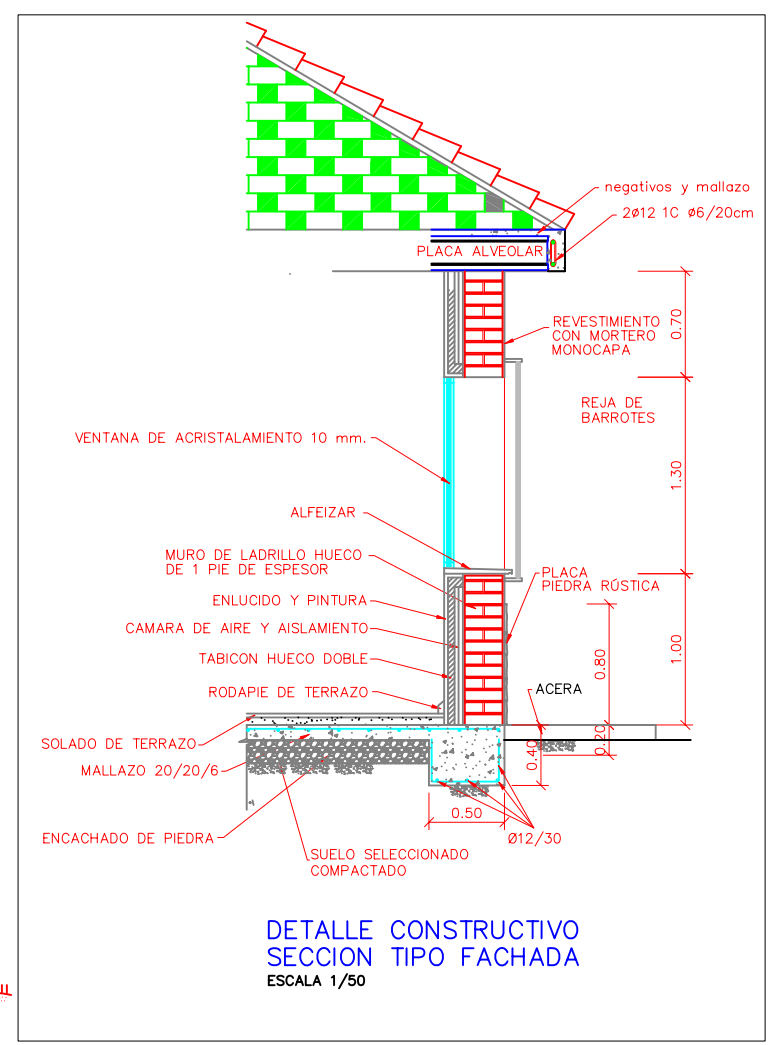 negativos y mallazo
2ø12 1C ø6/20cm
PLACA ALVEOLAR
REVESTIMIENTO
CON MORTERO
MONOCAPA
0.70
REJA DE
BARROTES
VENTANA DE ACRISTALAMIENTO 10 mm.
1.30
ALFEIZAR
MURO DE LADRILLO HUECO
DE 1 PIE DE ESPESOR
PLACA
PIEDRA RÚSTICA
ENLUCIDO Y PINTURA
CAMARA DE AIRE Y AISLAMIENTO
TABICON HUECO DOBLE
1.00
0.80
RODAPIE DE TERRAZO
ACERA
SOLADO DE TERRAZO
0.20
0.40
MALLAZO 20/20/6
0.50
ENCACHADO DE PIEDRA
Ø12/30
SUELO SELECCIONADO
COMPACTADO
DETALLE CONSTRUCTIVO
SECCION TIPO FACHADA
ESCALA 1/50